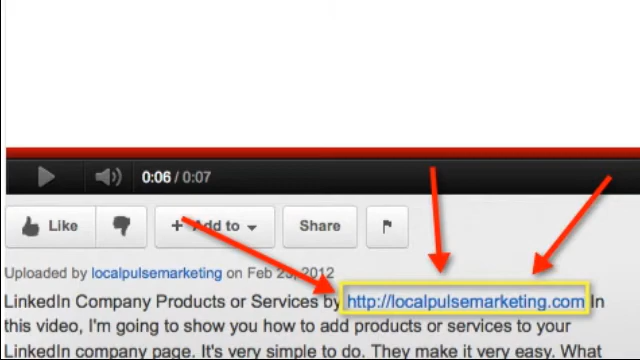 0:06 / 0:07
Like + Add to Share
Uploaded by localpulsemarketing on Feb 23, 2012
LinkedIn Company Products or Services by http://localpulsemarketing.com In
this video, I'm going to show you how to add products or services to your
LinkedIn company page. It's very simple to do. They make it very easy. What